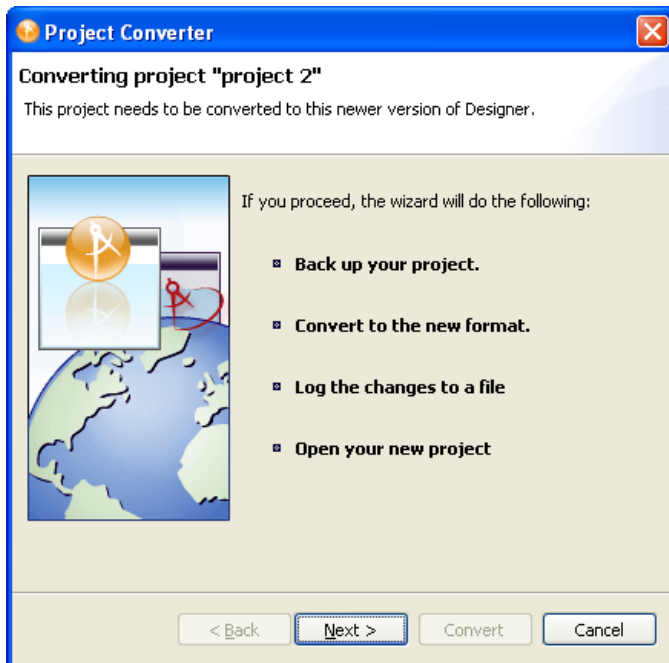 Project Converter
Converting project "project 2"
This project needs to be converted to this newer version of Designer.
If you proceed, the wizard will do the following:
Back up your project.
Convert to the new format.
Log the changes to a file
Open your new project
< Back
Next >
Convert
Cancel